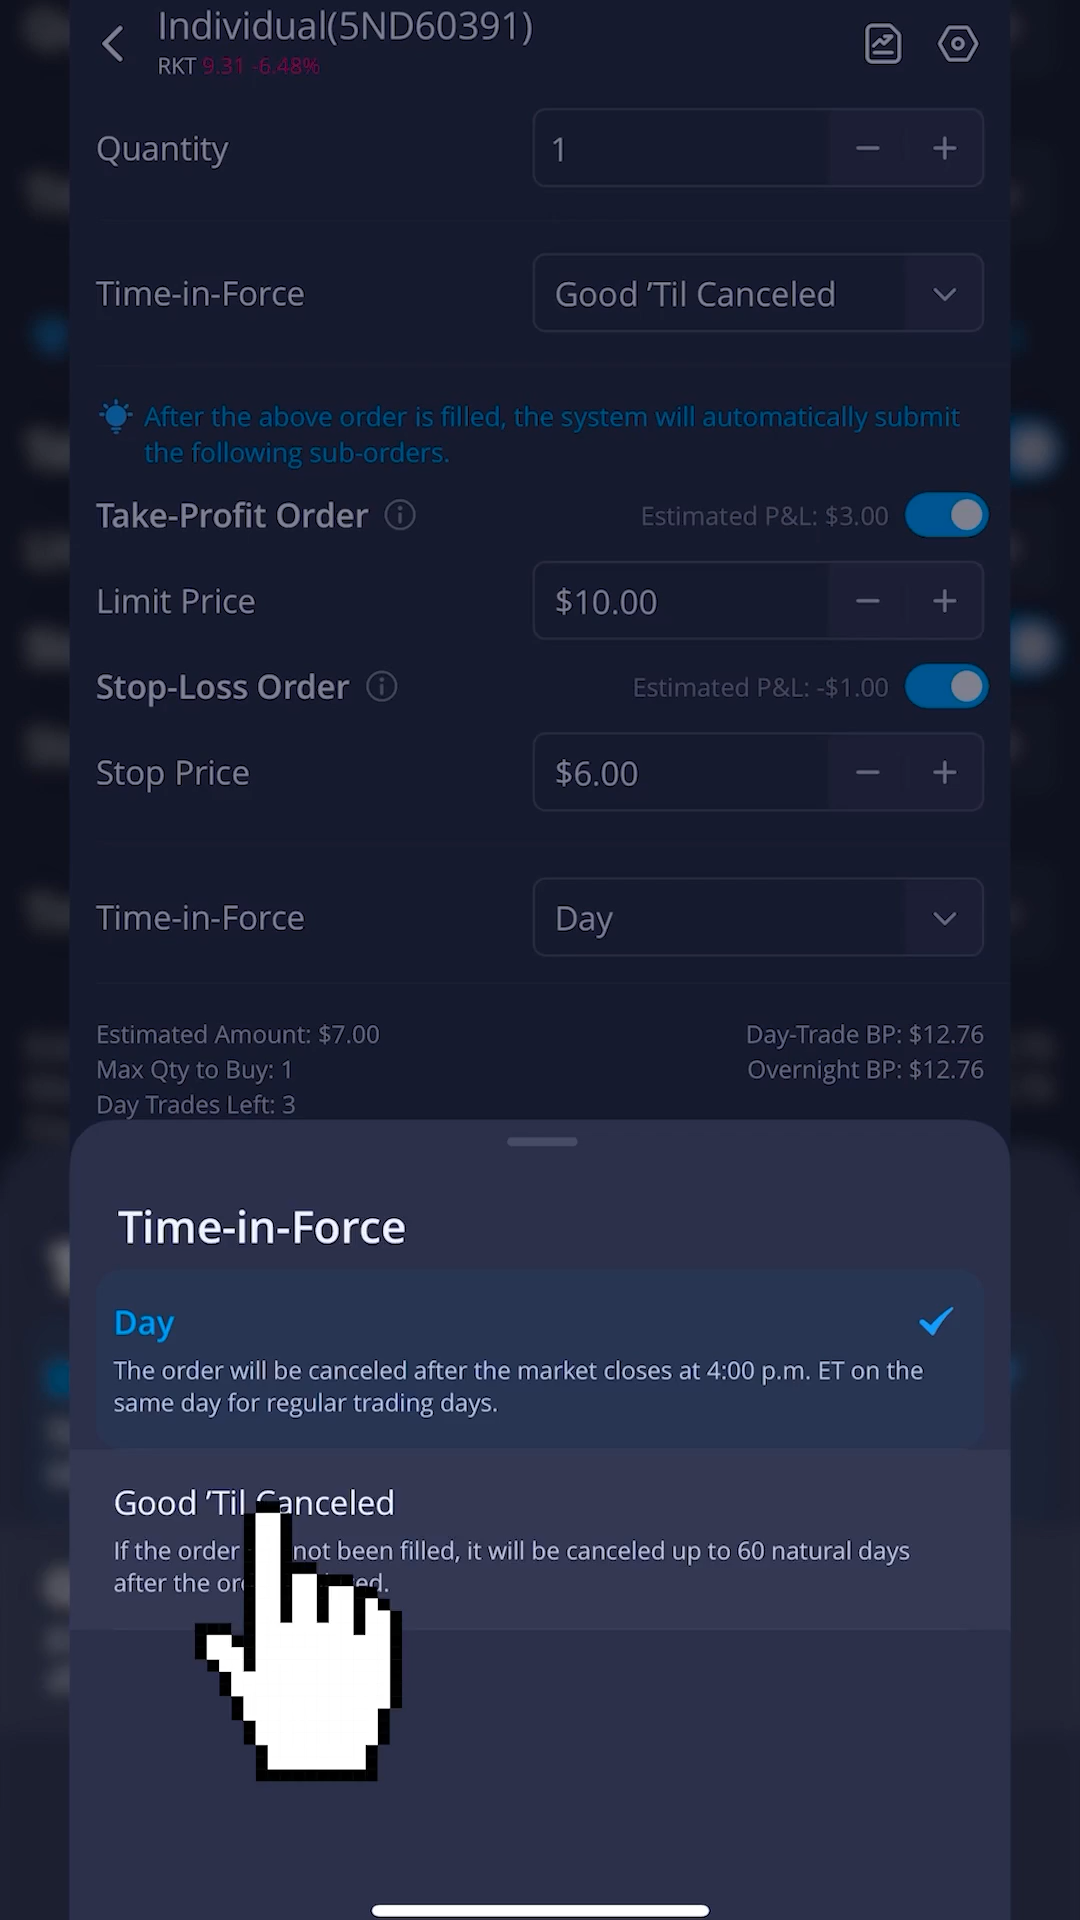 Individual(5ND60391)
RKT 9.31 -6.48%
Quantity 1
Time-in-Force Good 'Til Canceled
After the above order is filled, the system will automatically submit
the following sub-orders.
Take-Profit Order Estimated P&L: $3.00
Limit Price $10.00
Stop-Loss Order Estimated P&L: -$1.00
Stop Price $6.00
Time-in-Force Day
Estimated Amount: $7.00 Day-Trade BP: $12.76
Max Qty to Buy: 1 Overnight BP: $12.76
Day Trades Left: 3
Time-in-Force
Day
The order will be canceled after the market closes at 4:00 p.m. ET on the
same day for regular trading days.
Good 'Til Canceled
If the order not been filled, it will be canceled up to 60 natural days
after the